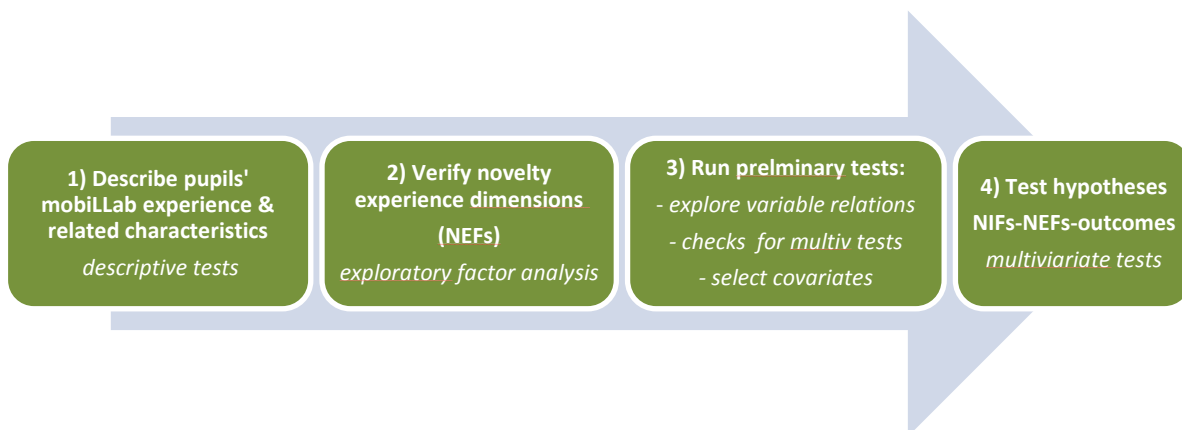 1) Describe pupils'
mobiLLab experience &
related characteristics
descriptive tests
2) Verify novelty
experience dimensions
(NEFs)
exploratory factor analysis
3) Run prelminary tests:
- explore variable relations
- checks for multiv tests
- select covariates
4) Test hypotheses
NIFs-NEFs-outcomes
multiviariate tests